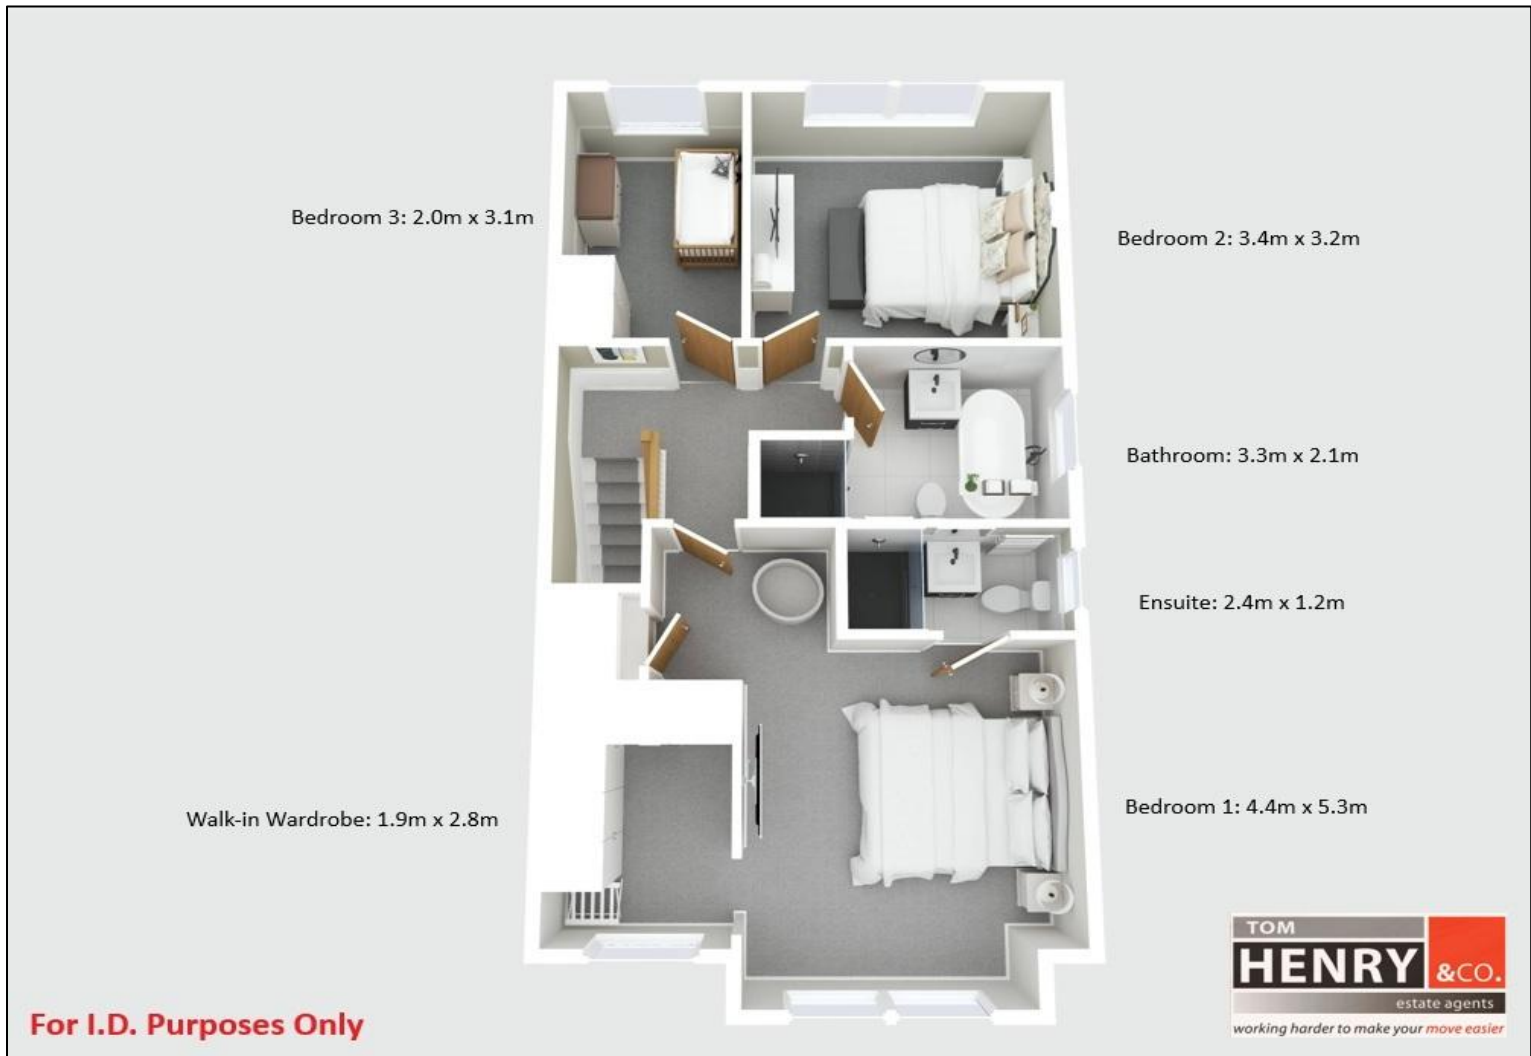 Bedroom 3: 2.0m x 3.1m
Bedroom 2: 3.4m x 3.2m
Bathroom: 3.3m x 2.1m
Ensuite: 2.4m x 1.2m
Walk-in Wardrobe: 1.9m x 2.8m
Bedroom 1: 4.4m x 5.3m
For I.D. Purposes Only
TOM
HENRY &CO.
estate agents
working harder to make your move easier